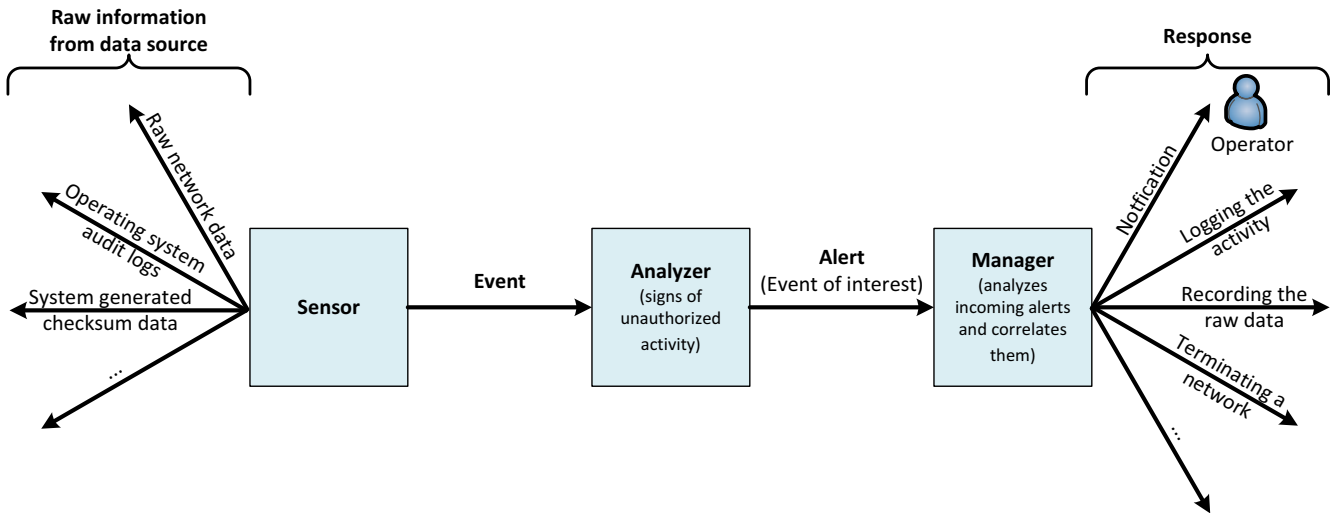 Raw information
from data source
Raw network data
Operating system
audit logs
System generated
checksum data
...
Sensor
Event
Analyzer
(signs of
unauthorized
activity)
Alert
(Event of interest)
Manager
(analyzes
incoming alerts
and correlates
them)
Response
Operator
Notfication
Logging the
activity
Recording the
raw data
Terminating a
network
...